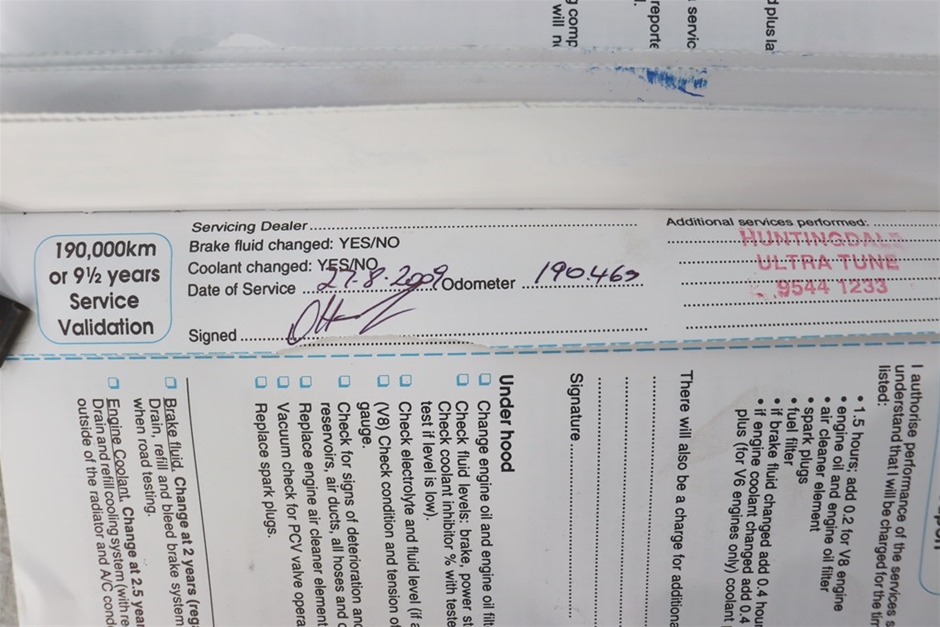 g comp
will n
reporte
servic
d plus la
190,000km
or 9½ years
Service
Validation
Servicing Dealer
Brake fluid changed: YES/NO
Coolant changed: YES/NO
Date of Service 27-8-2009 Odometer 190,463
Signed
Additional services performed:
HUNTINGDALE
ULTRA TUNE
9544 1233
I authorise performance of the services
understand that I will be charged for the
listed:
• 1.5 hours; add 0.2 for V8 engine
• engine oil and engine oil filter
• air cleaner element
• spark plugs
• fuel filter
• if brake fluid changed add 0.4 hour
• if engine coolant changed add 0.4
plus (for V6 engines only) coolant
There will also be a charge for additiona
Signature
Under hood
Change engine oil and engine oil filt
Check fluid levels: brake, power st
Check coolant inhibitor % with teste
test if level is low).
Check electrolyte and fluid level (if a
(V8) Check condition and tension o
gauge.
Check for signs of deterioration and
reservoirs, air ducts, all hoses and c
Replace engine air cleaner element
Vacuum check for PCV valve opera
Replace spark plugs.
Brake fluid. Change at 2 years (reg
Drain, refill and bleed brake system
when road testing.
Engine Coolant. Change at 2.5 year
Drain and refill cooling system (with re
outside of the radiator and A/C cond